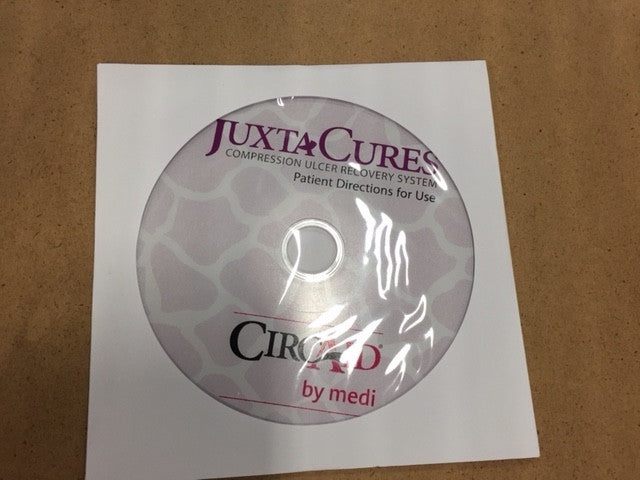 JUXTACURES
COMPRESSION ULCER RECOVERY SYSTEM
Patient Directions for Use
CIRCAID®
by medi